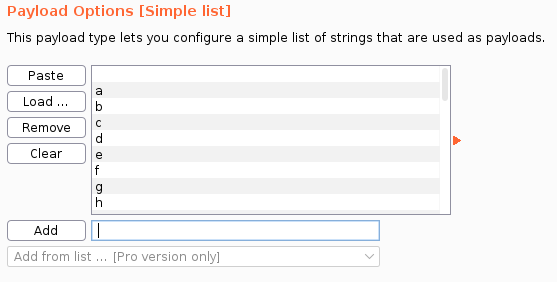 Payload Options [Simple list]
This payload type lets you configure a simple list of strings that are used as payloads.
Paste
Load ...
Remove
Clear
a
b
c
d
e
f
g
h
Add
Add from list ... [Pro version only]